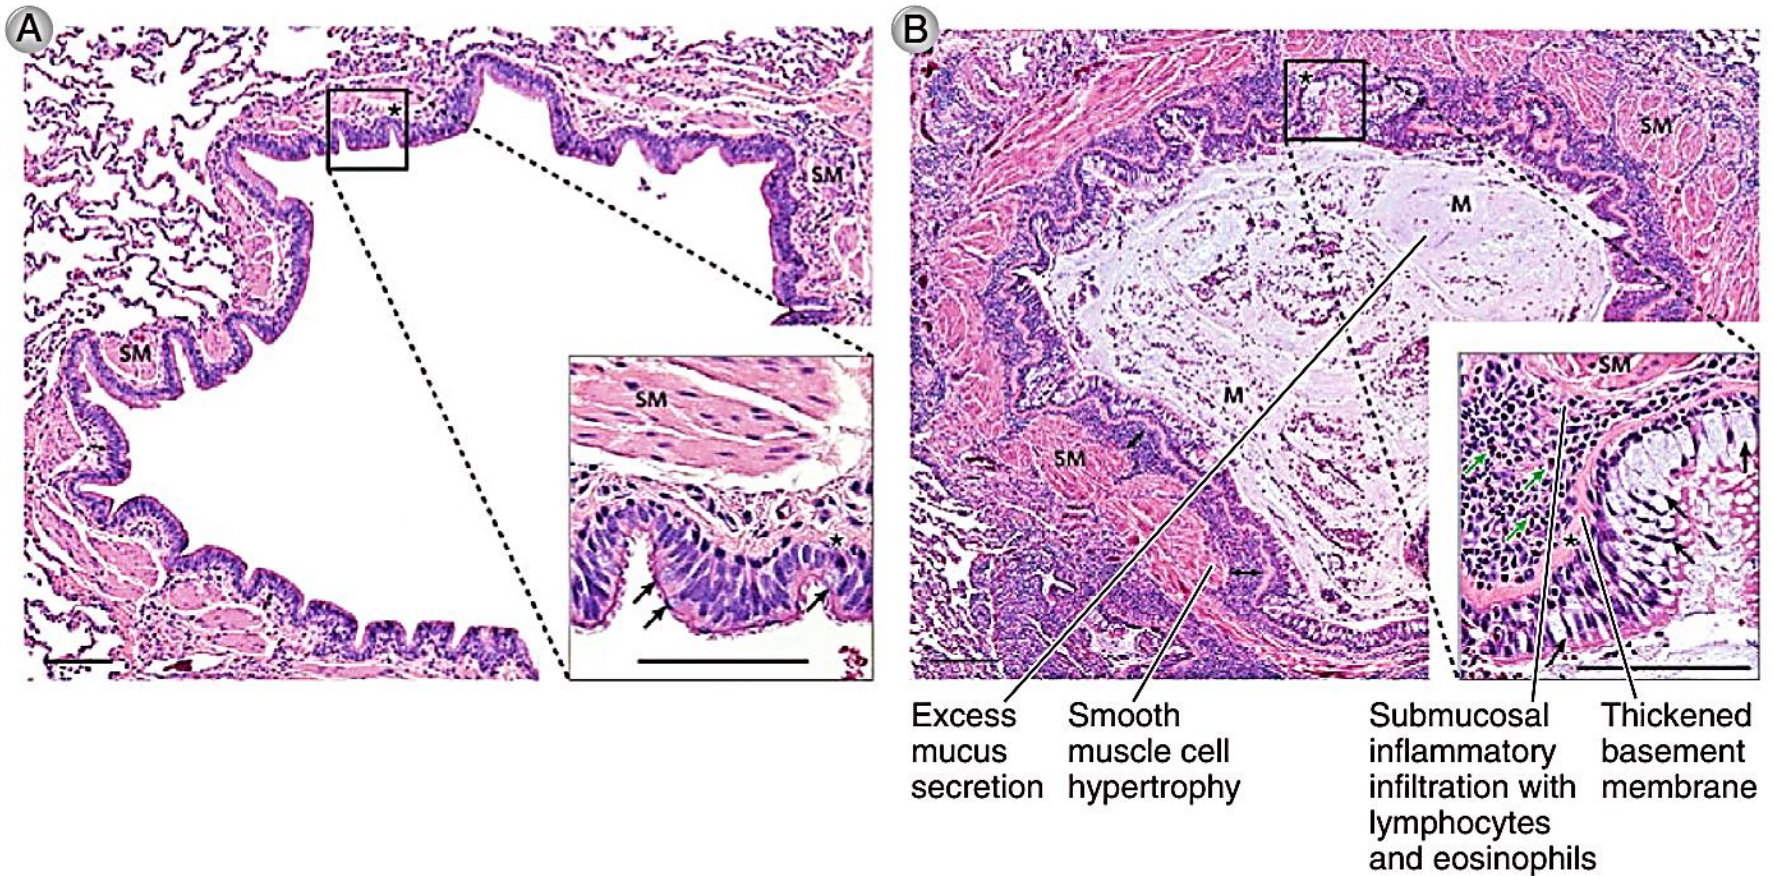 A
*
SM
SM
SM
*
B
*
SM
M
M
SM
SM
*
Excess
mucus
secretion
Smooth
muscle cell
hypertrophy
Submucosal
inflammatory
infiltration with
lymphocytes
and eosinophils
Thickened
basement
membrane